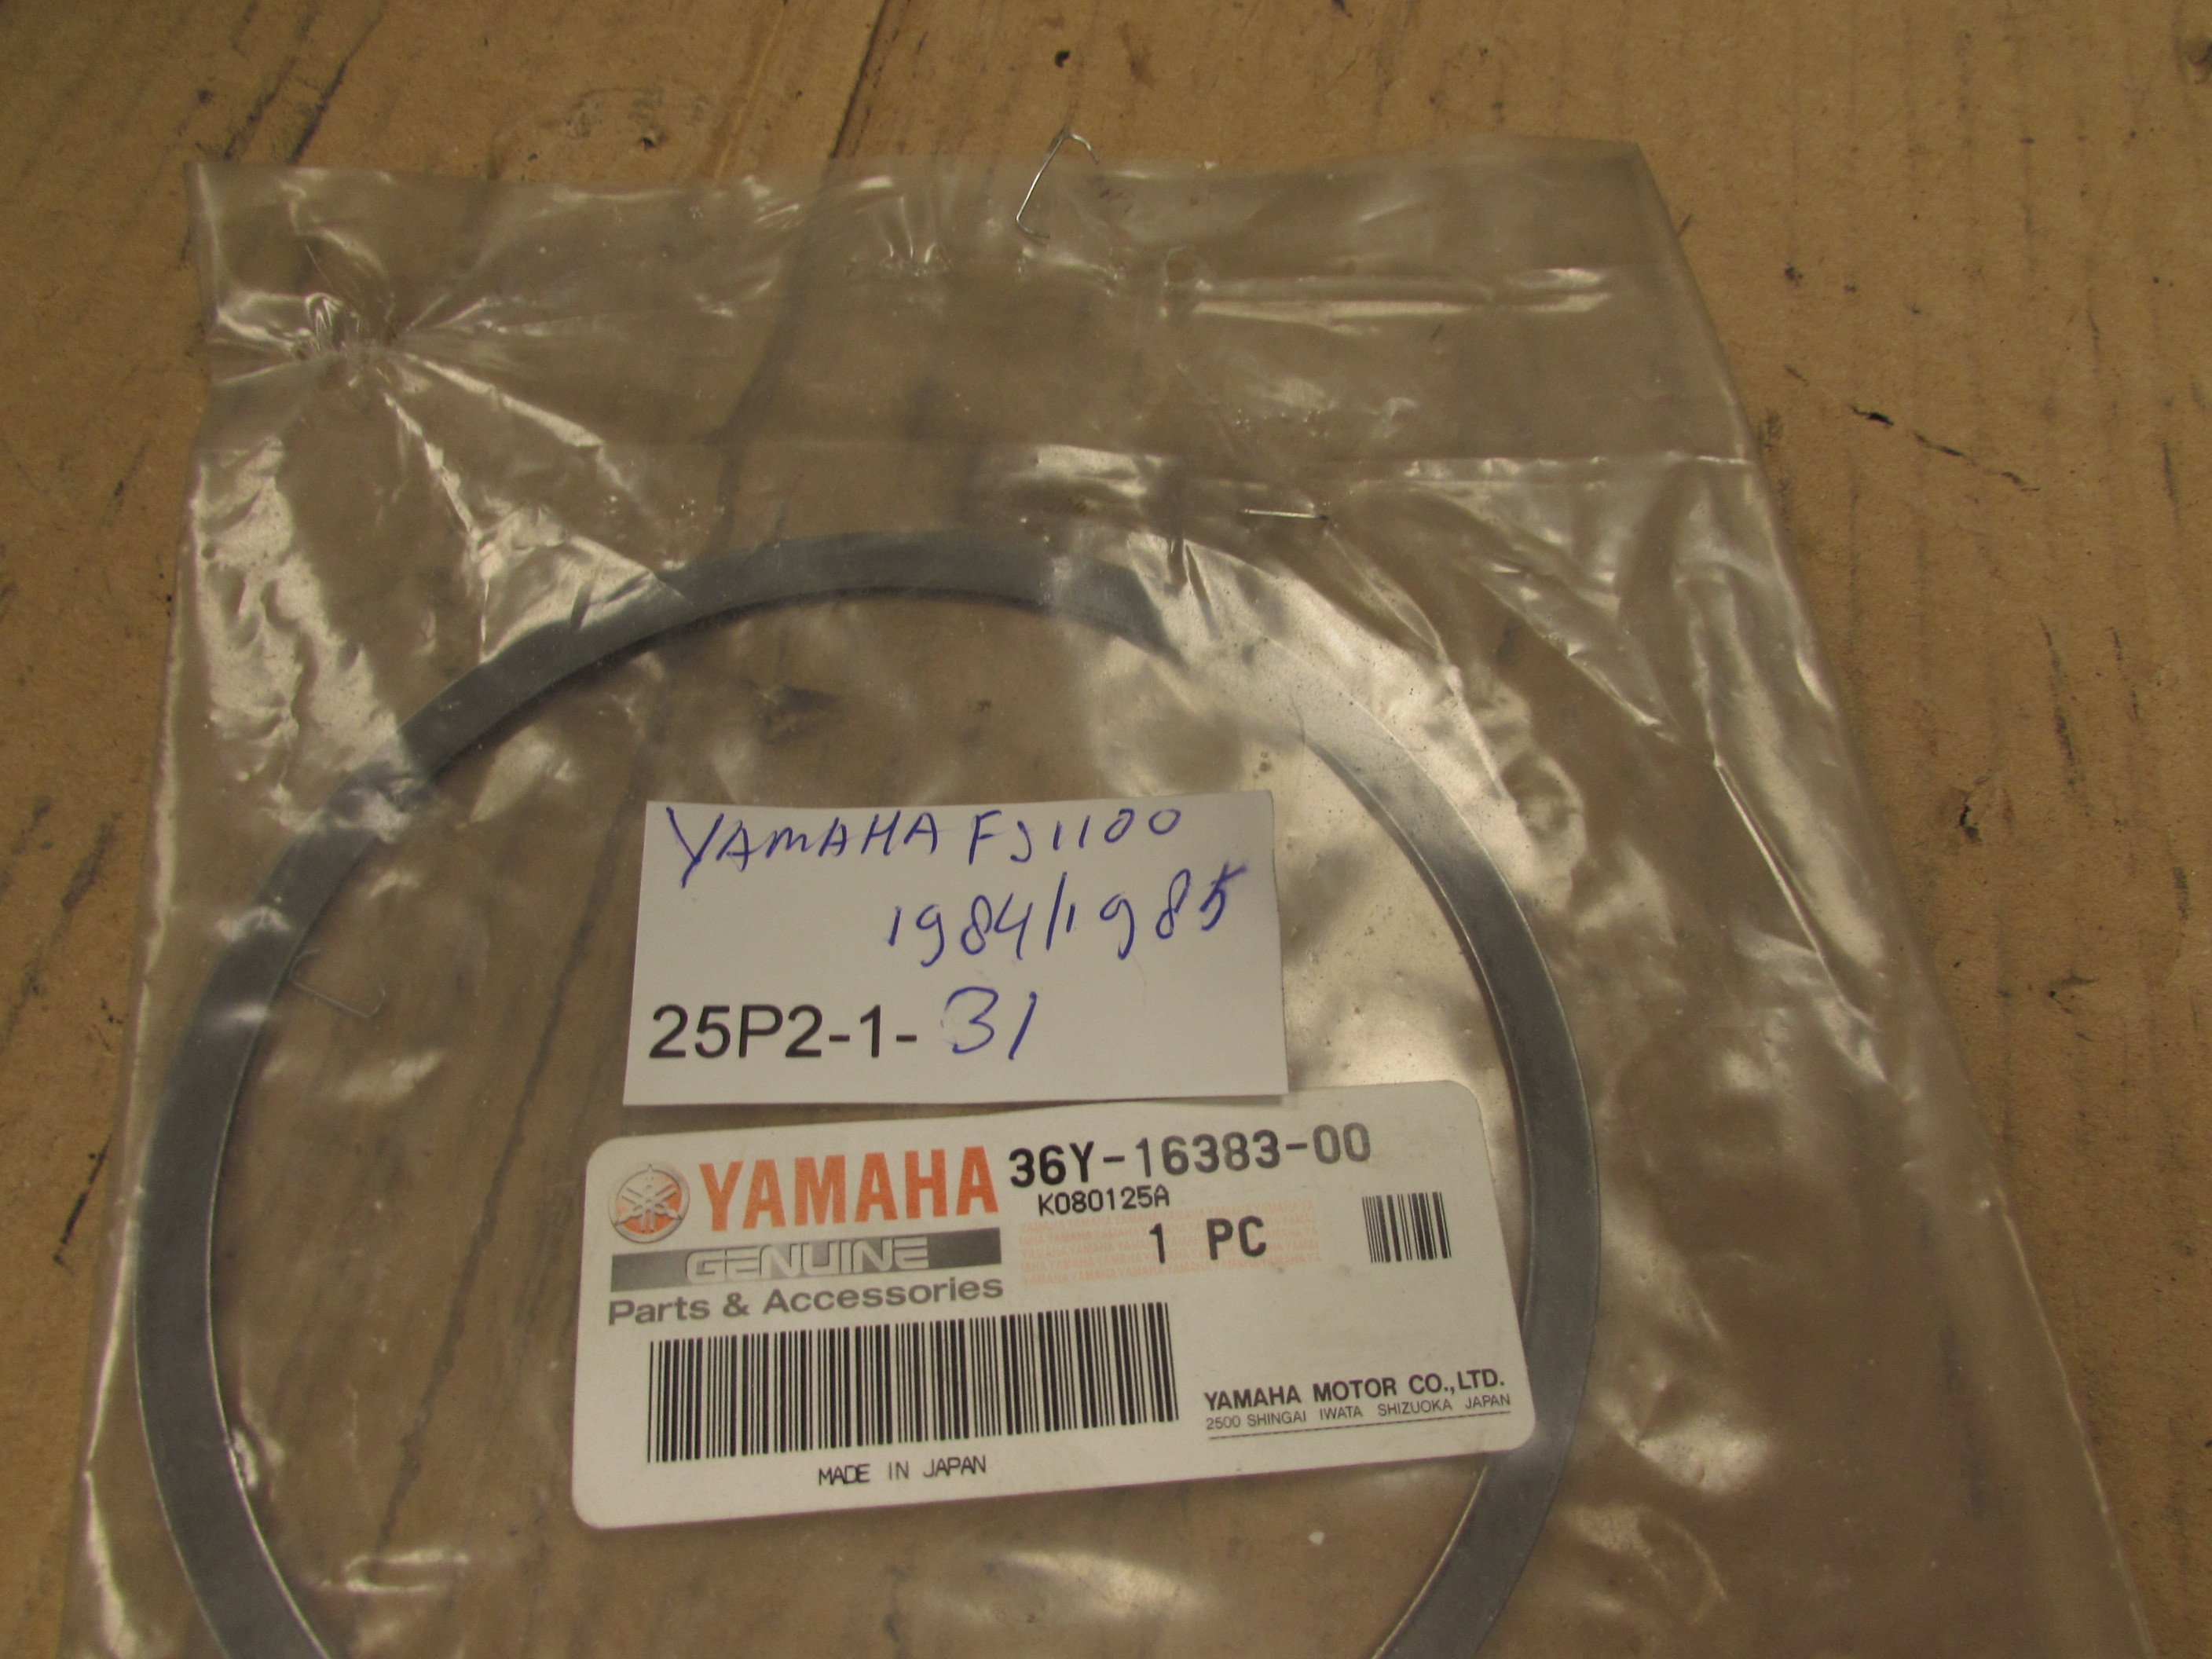 YAMAHA FJ1100
1984/1985
25P2-1-31
YAMAHA 36Y-16383-00
K080125A
GENUINE
1 PC
Parts & Accessories
YAMAHA MOTOR CO.,LTD.
2500 SHINGAI IWATA SHIZUOKA JAPAN
MADE IN JAPAN